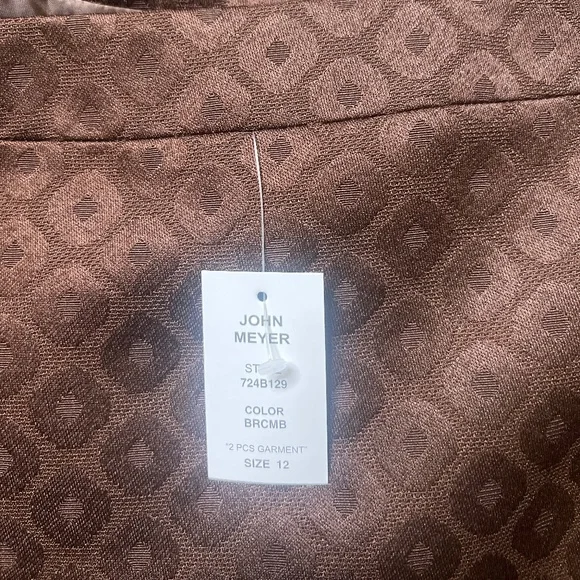 JOHN
MEYER
724B129
COLOR
BRCMB
"2 PCS GARMENT"
SIZE 12